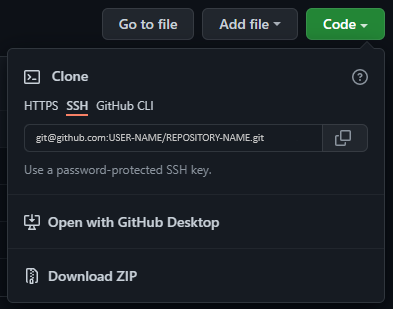 Go to file Add file Code
Clone
HTTPS SSH GitHub CLI
git@github.com:USER-NAME/REPOSITORY-NAME.git
Use a password-protected SSH key.
Open with GitHub Desktop
Download ZIP